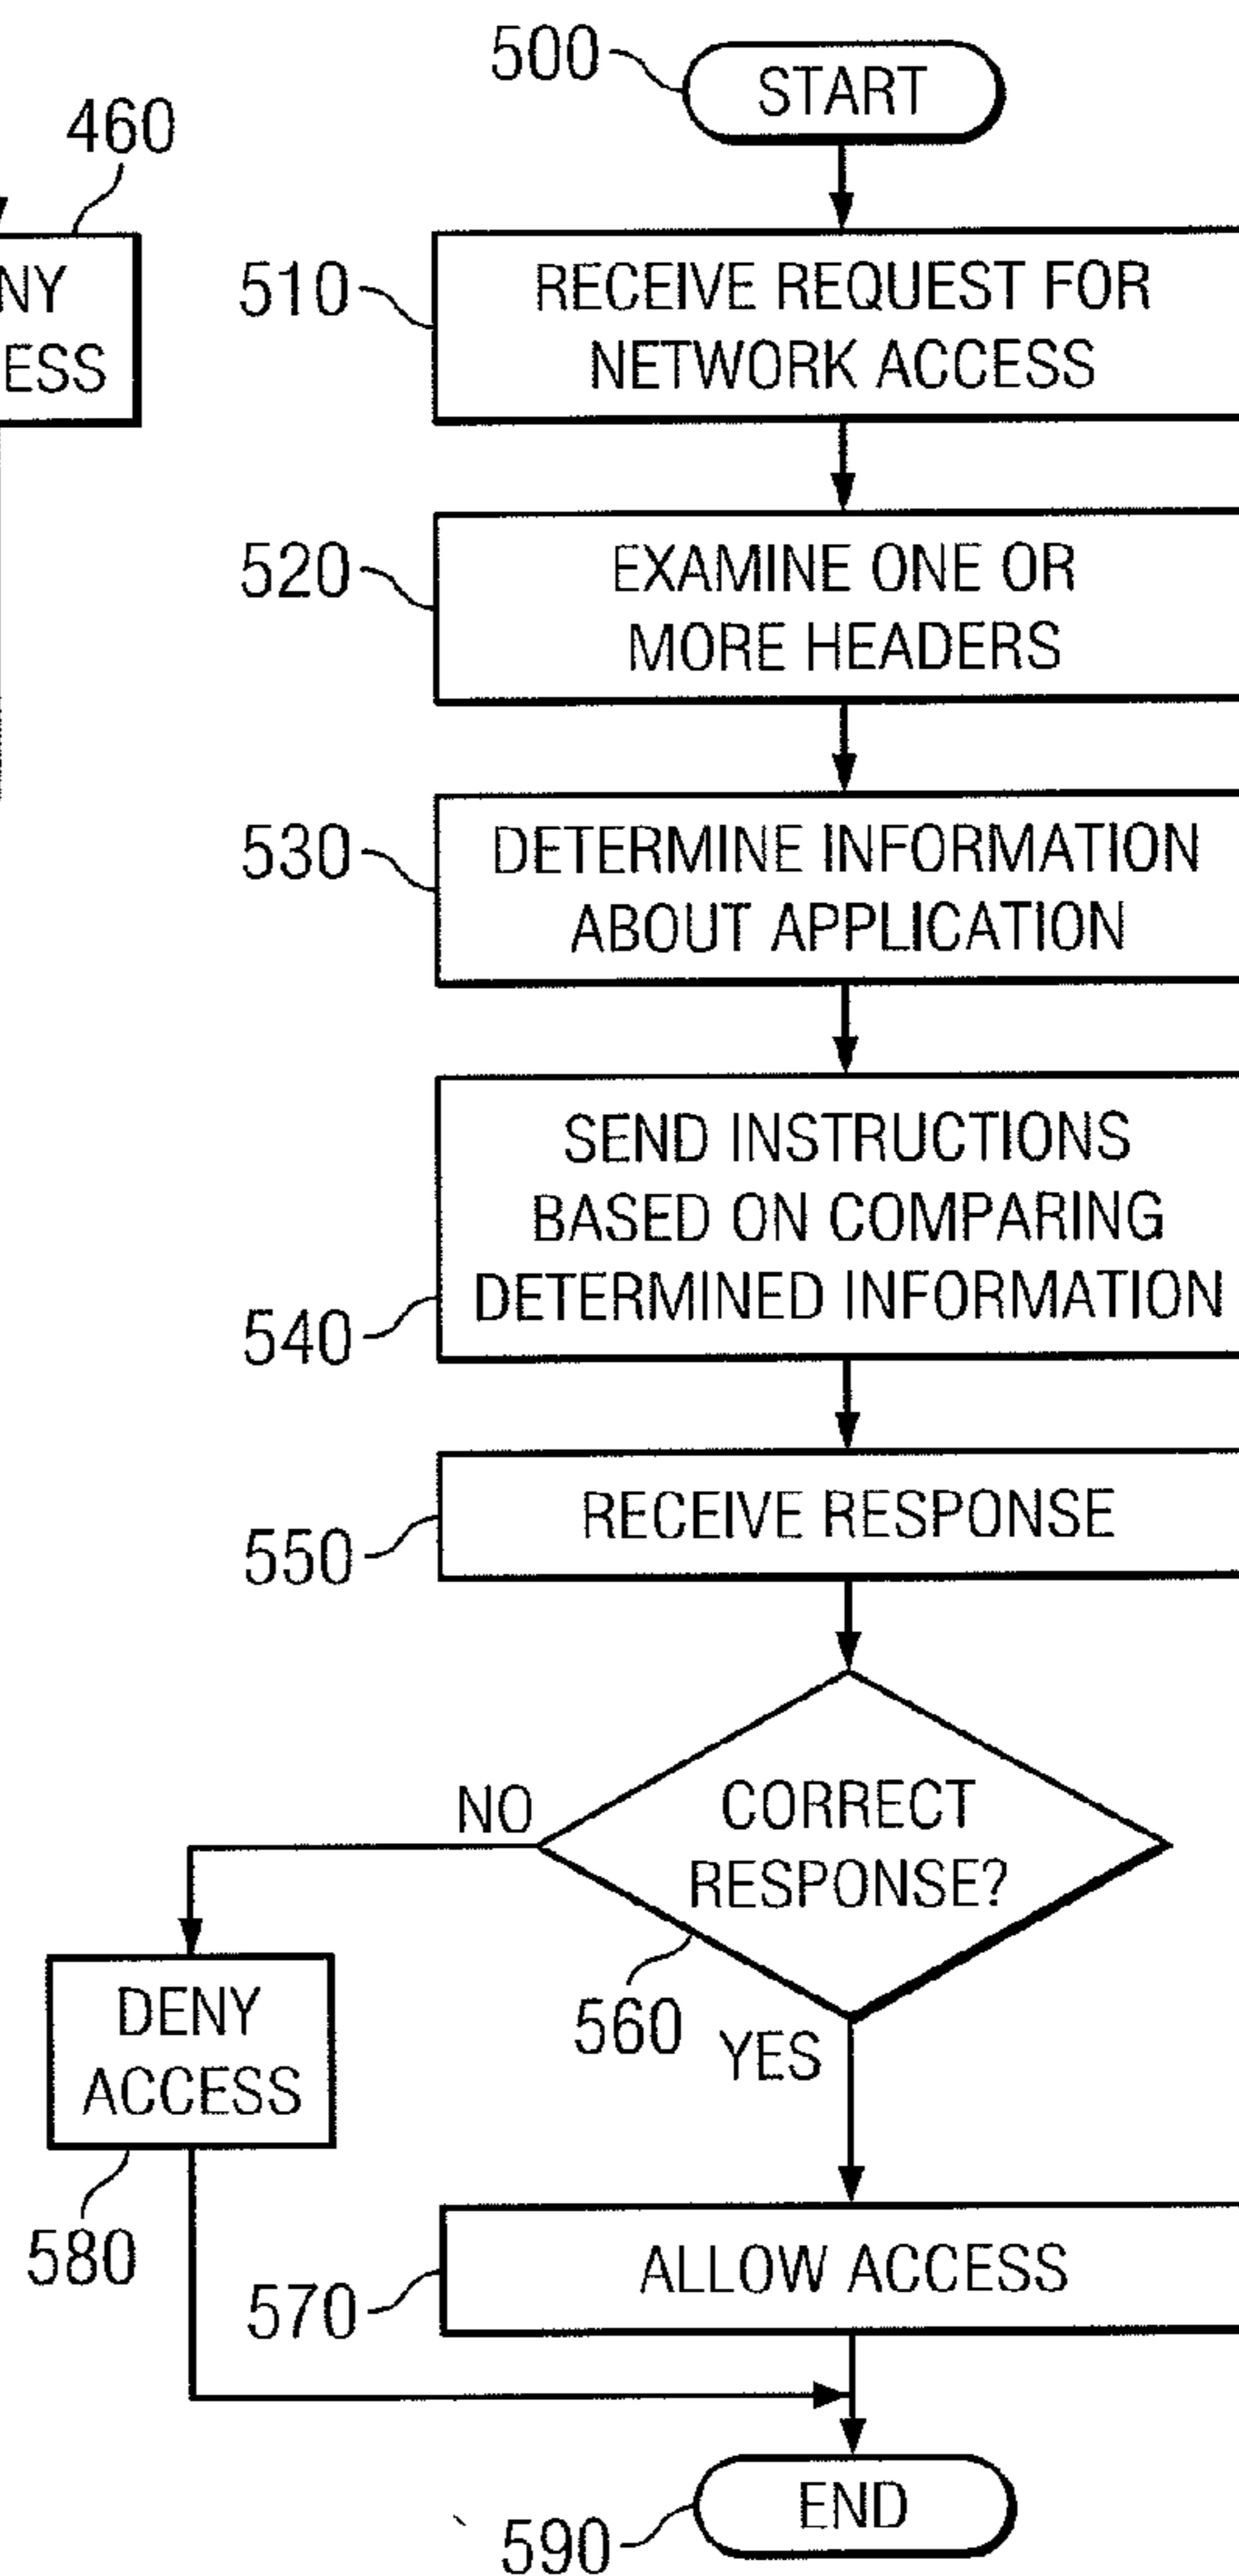 500
START
460
NY
ESS
510
RECEIVE REQUEST FOR
NETWORK ACCESS
520
EXAMINE ONE OR
MORE HEADERS
530
DETERMINE INFORMATION
ABOUT APPLICATION
540
SEND INSTRUCTIONS
BASED ON COMPARING
DETERMINED INFORMATION
550
RECEIVE RESPONSE
NO
CORRECT
RESPONSE?
560
YES
DENY
ACCESS
580
570
ALLOW ACCESS
590
END